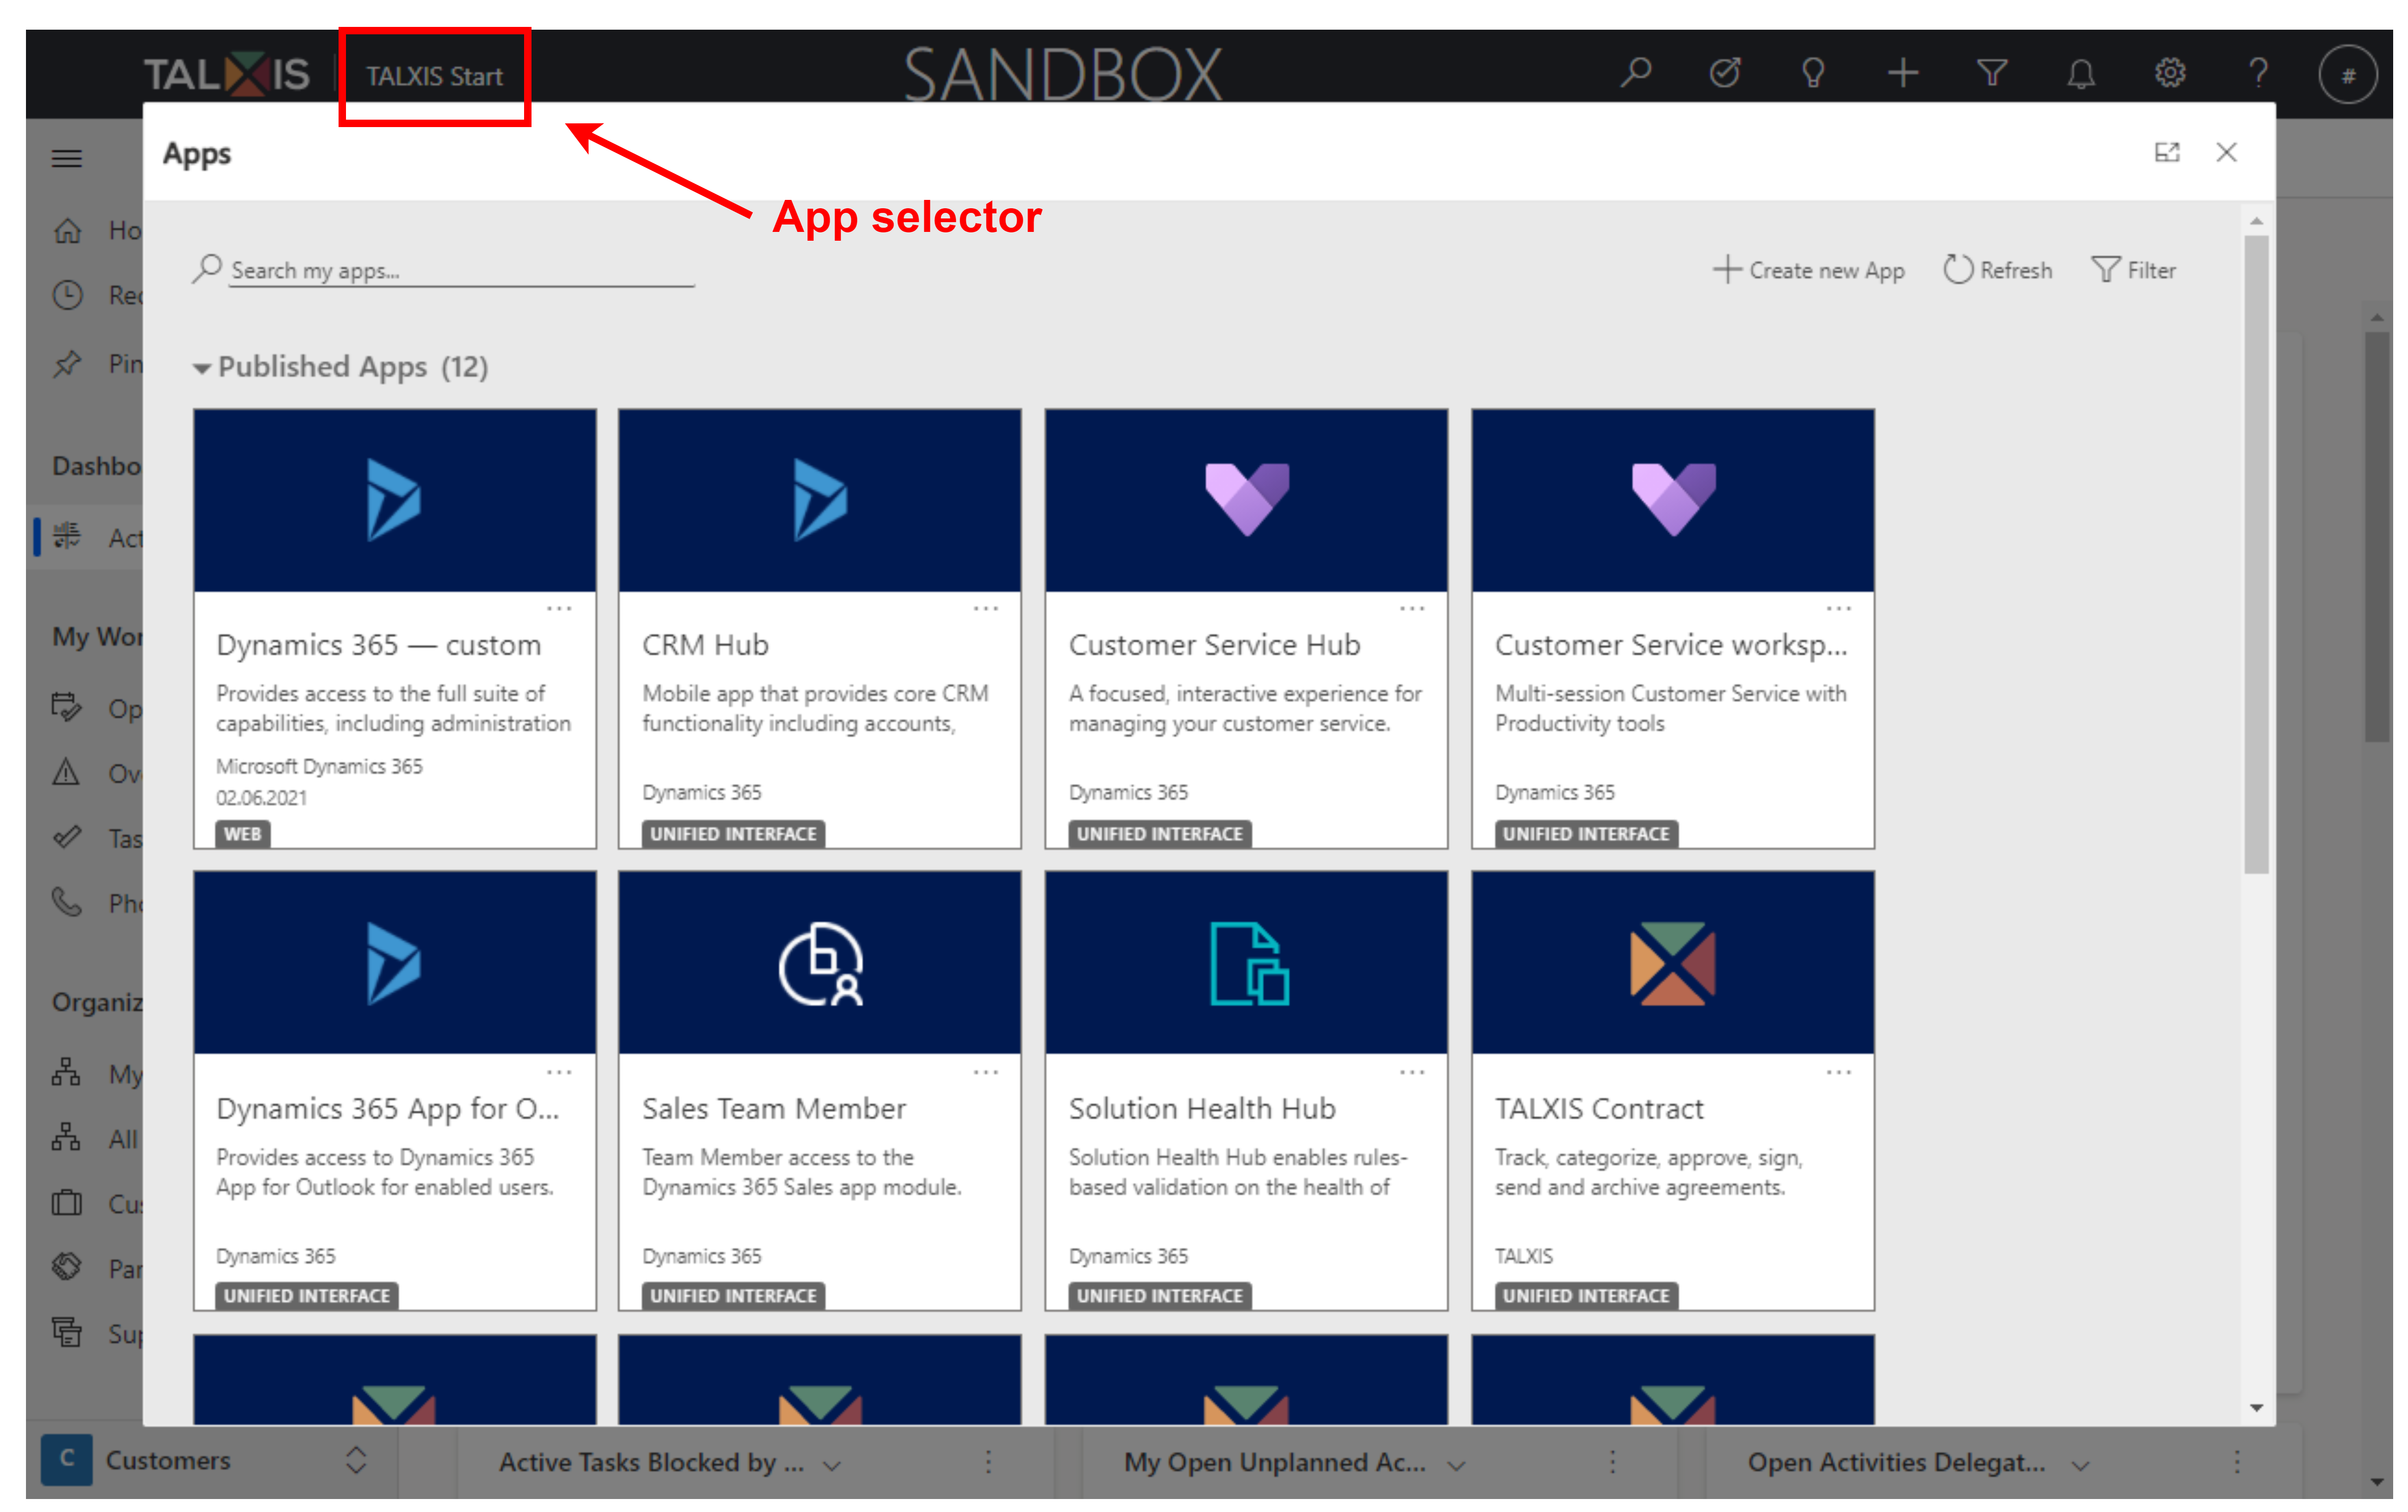 TALXIS
TALXIS Start
SANDBOX
#
Apps
App selector
Ho
Rec
Pin
Dashbo
Act
My Wor
Op
Ov
Tas
Pho
Organiz
My
All
Cus
Par
Sup
Search my apps...
Create new App
Refresh
Filter
Published Apps (12)
Dynamics 365 — custom
Provides access to the full suite of
capabilities, including administration
Microsoft Dynamics 365
02.06.2021
WEB
CRM Hub
Mobile app that provides core CRM
functionality including accounts,
Dynamics 365
UNIFIED INTERFACE
Customer Service Hub
A focused, interactive experience for
managing your customer service.
Dynamics 365
UNIFIED INTERFACE
Customer Service worksp...
Multi-session Customer Service with
Productivity tools
Dynamics 365
UNIFIED INTERFACE
Dynamics 365 App for O...
Provides access to Dynamics 365
App for Outlook for enabled users.
Dynamics 365
UNIFIED INTERFACE
Sales Team Member
Team Member access to the
Dynamics 365 Sales app module.
Dynamics 365
UNIFIED INTERFACE
Solution Health Hub
Solution Health Hub enables rules-
based validation on the health of
Dynamics 365
UNIFIED INTERFACE
TALXIS Contract
Track, categorize, approve, sign,
send and archive agreements.
TALXIS
UNIFIED INTERFACE
C
Customers
Active Tasks Blocked by ...
My Open Unplanned Ac...
Open Activities Delegat...